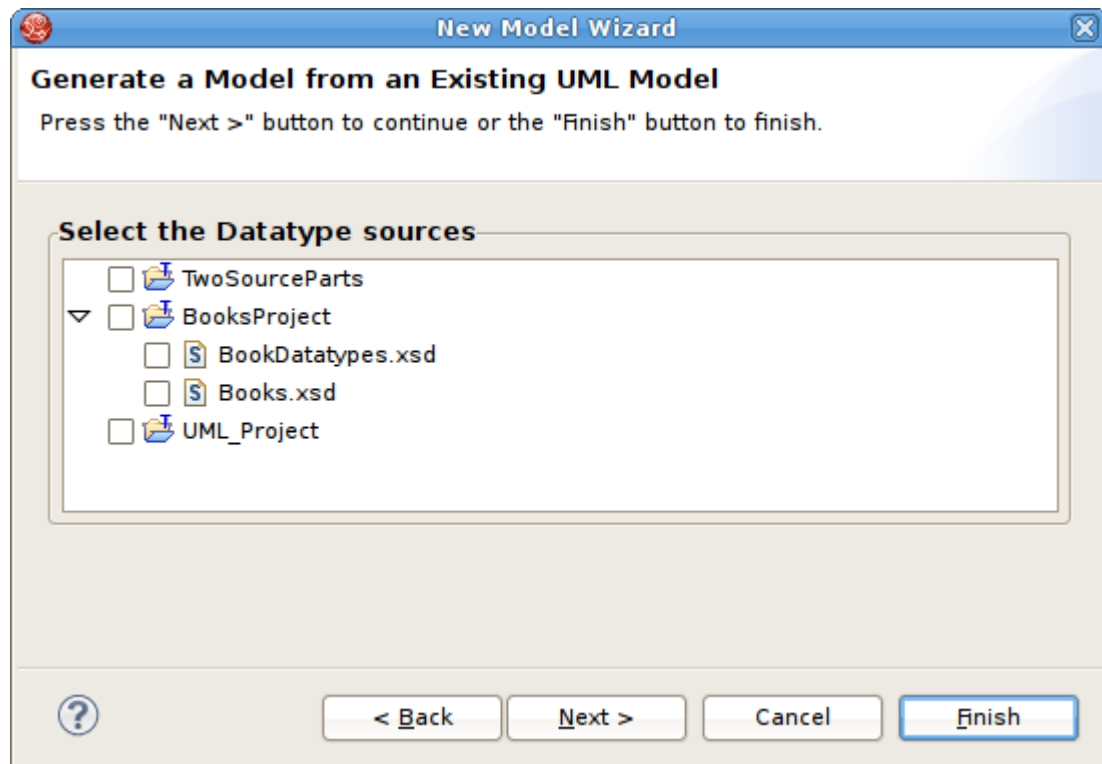 New Model Wizard
Generate a Model from an Existing UML Model
Press the "Next >" button to continue or the "Finish" button to finish.
Select the Datatype sources
TwoSourceParts
BooksProject
S BookDatatypes.xsd
S Books.xsd
UML_Project
? < Back Next > Cancel Finish